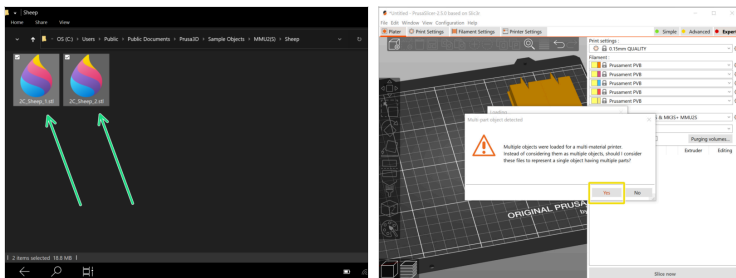 Sheep
Home Share View
OS (C:) › Users › Public › Public Documents › Prusa3D › Sample Objects › MMU2(S) › Sheep
2C_Sheep_1.stl
2C_Sheep_2.stl
2 items selected 18.8 MB
*Untitled - PrusaSlicer-2.5.0 based on Slic3r
File Edit Window View Configuration Help
Plater Print Settings Filament Settings Printer Settings Simple Advanced Expert
Print settings :
0.15mm QUALITY
Filament :
Prusament PVB
Prusament PVB
Prusament PVB
Prusament PVB
Prusament PVB
S & MK3S+ MMU2S
Purging volumes...
Extruder Editing
Loading
Multi-part object detected
Multiple objects were loaded for a multi-material printer.
Instead of considering them as multiple objects, should I consider
these files to represent a single object having multiple parts?
Yes No
ORIGINAL PRUSA
Slice now